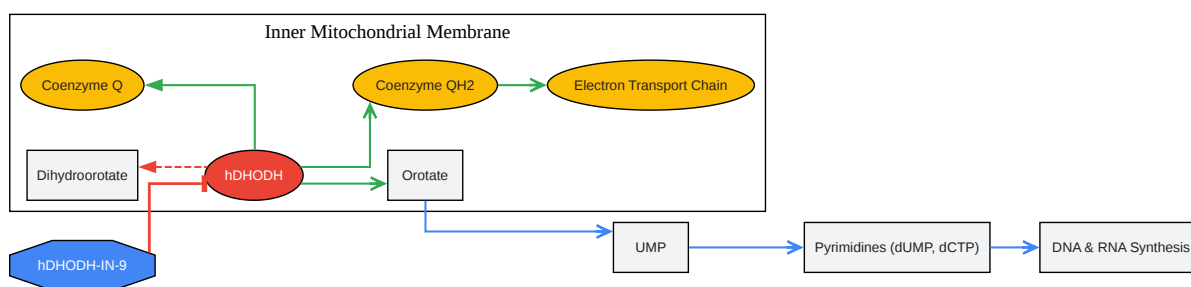 Inner Mitochondrial Membrane
Coenzyme Q
Coenzyme QH2
Electron Transport Chain
Dihydroorotate
hDHODH
Orotate
UMP
Pyrimidines (dUMP, dCTP)
DNA & RNA Synthesis
hDHODH-IN-9